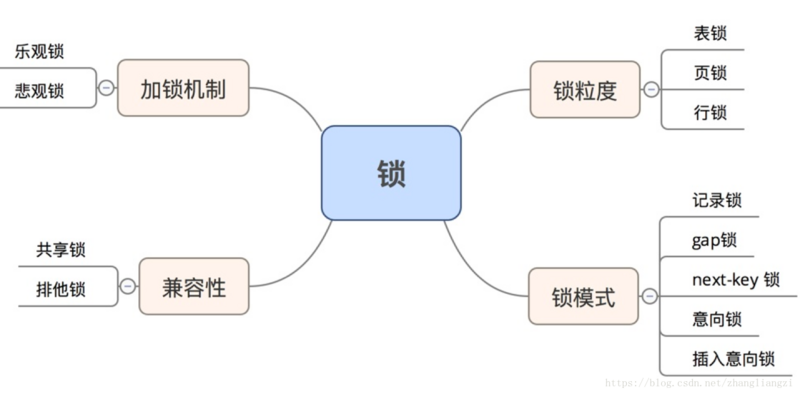 锁
加锁机制
乐观锁
悲观锁
兼容性
共享锁
排他锁
锁粒度
表锁
页锁
行锁
锁模式
记录锁
gap锁
next-key 锁
意向锁
插入意向锁
https://blog.csdn.net/zhangliangzi